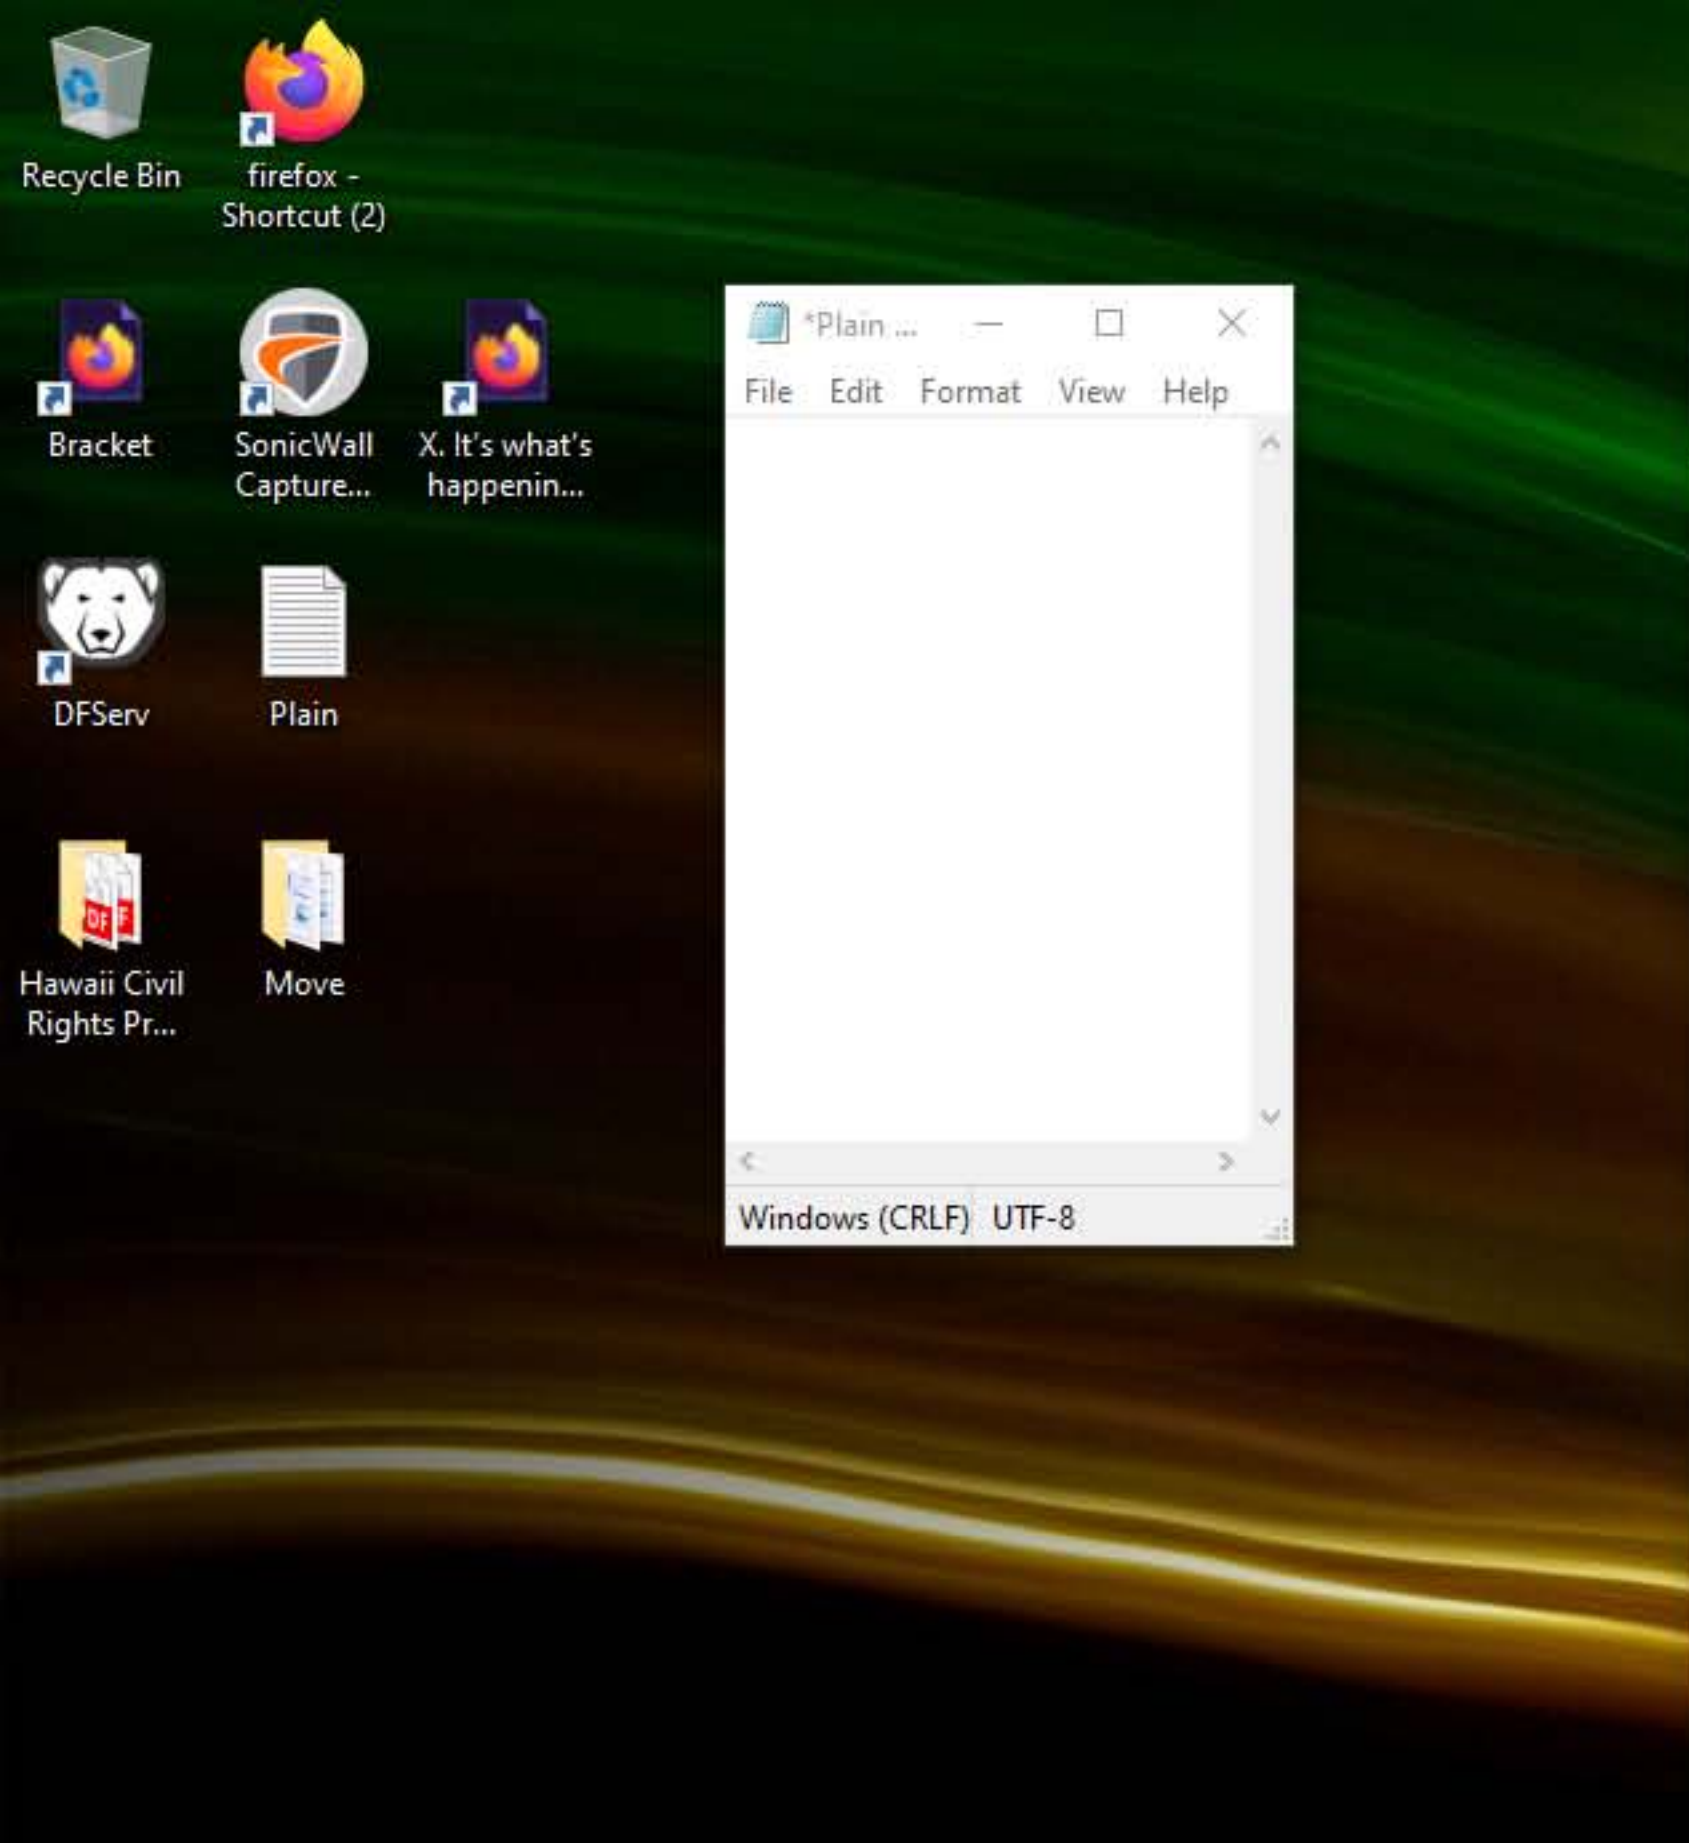 Recycle Bin
firefox -
Shortcut (2)
Bracket
SonicWall
Capture...
X. It's what's
happenin...
DFServ
Plain
Hawaii Civil
Rights Pr...
Move
*Plain ...
File Edit Format View Help
Windows (CRLF) UTF-8
DF
F